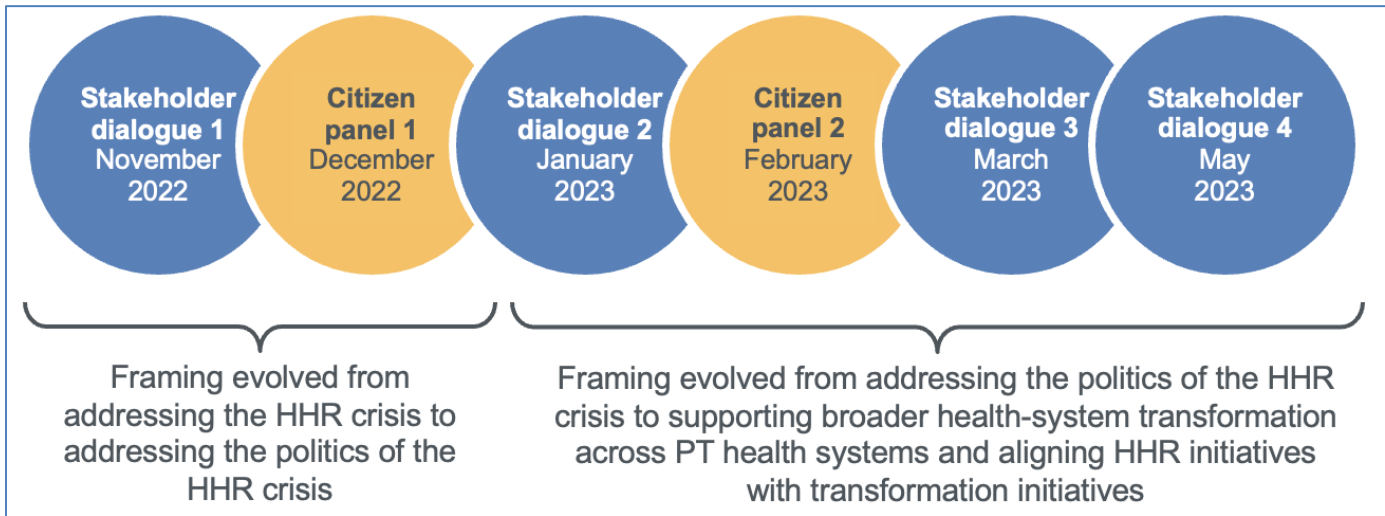 Stakeholder
dialogue 1
November
2022
Citizen
panel 1
December
2022
Stakeholder
dialogue 2
January
2023
Citizen
panel 2
February
2023
Stakeholder
dialogue 3
March
2023
Stakeholder
dialogue 4
May
2023
Framing evolved from
addressing the HHR crisis to
addressing the politics of the
HHR crisis
Framing evolved from addressing the politics of the HHR
crisis to supporting broader health-system transformation
across PT health systems and aligning HHR initiatives
with transformation initiatives